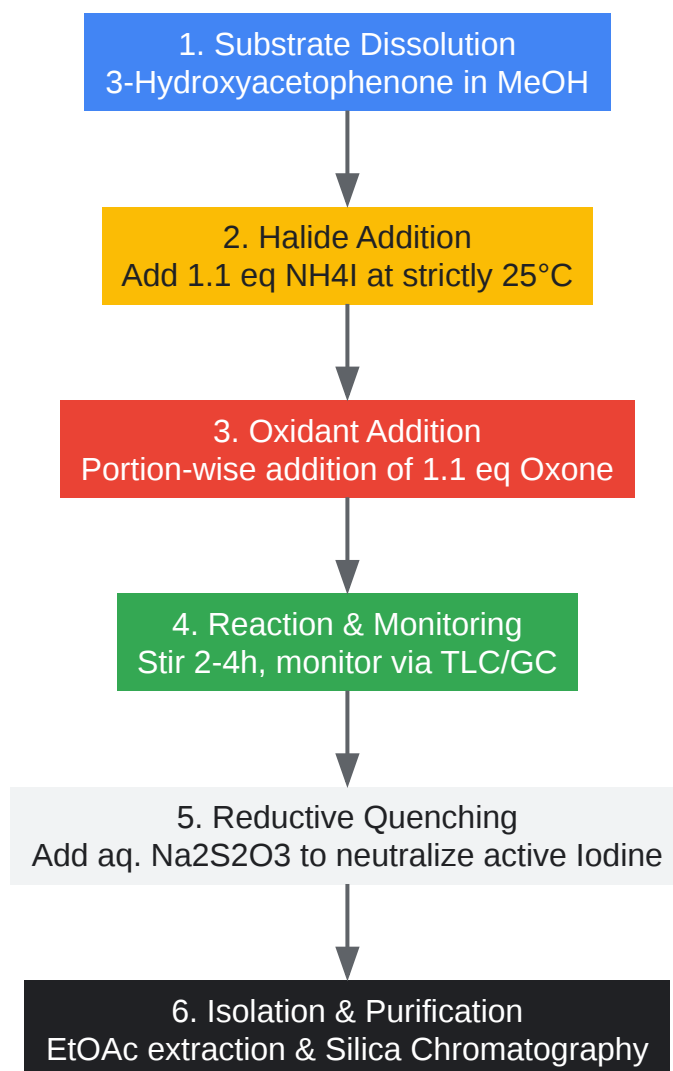 1. Substrate Dissolution
3-Hydroxyacetophenone in MeOH
2. Halide Addition
Add 1.1 eq NH4I at strictly 25°C
3. Oxidant Addition
Portion-wise addition of 1.1 eq Oxone
4. Reaction & Monitoring
Stir 2-4h, monitor via TLC/GC
5. Reductive Quenching
Add aq. Na2S2O3 to neutralize active Iodine
6. Isolation & Purification
EtOAc extraction & Silica Chromatography